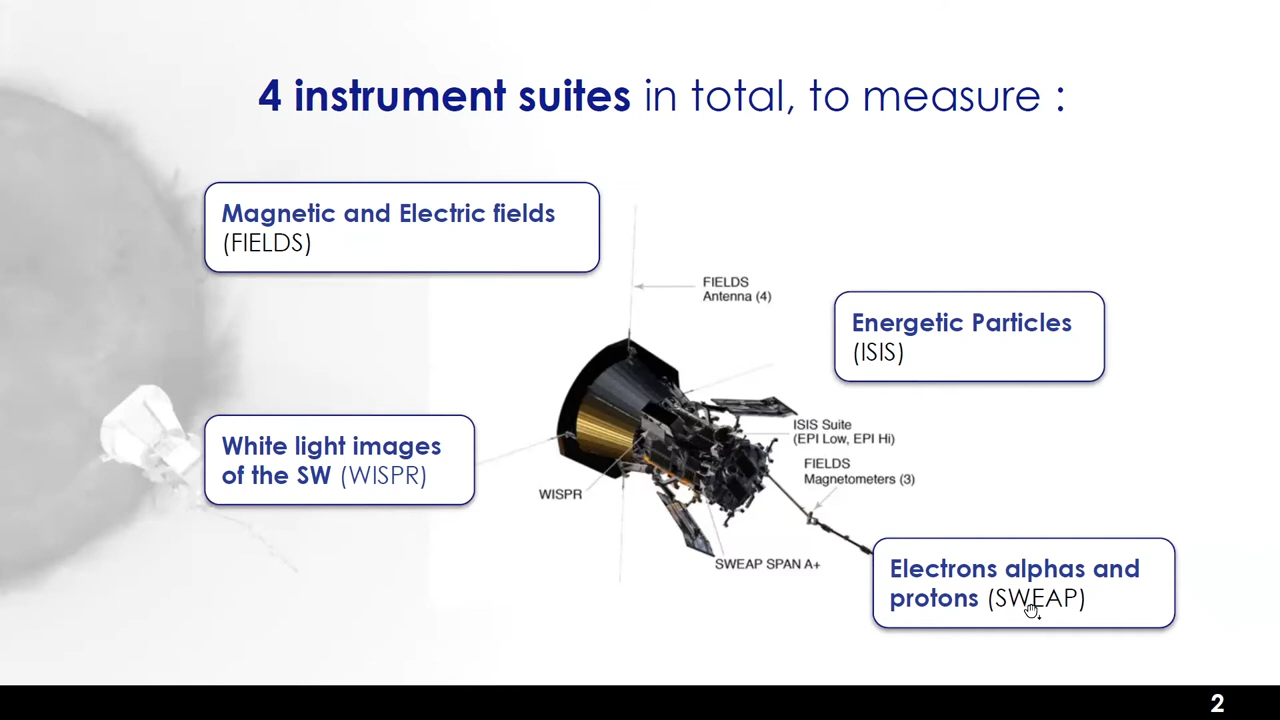 4 instrument suites in total, to measure :
Magnetic and Electric fields
(FIELDS)
FIELDS
Antenna (4)
Energetic Particles
(ISIS)
White light images
of the SW (WISPR)
ISIS Suite
(EPI Low, EPI Hi)
FIELDS
Magnetometers (3)
WISPR
SWEAP SPAN A+
Electrons alphas and
protons (SWEAP)
2